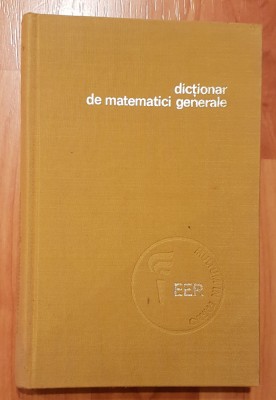 dicționar
de matematici generale
EER